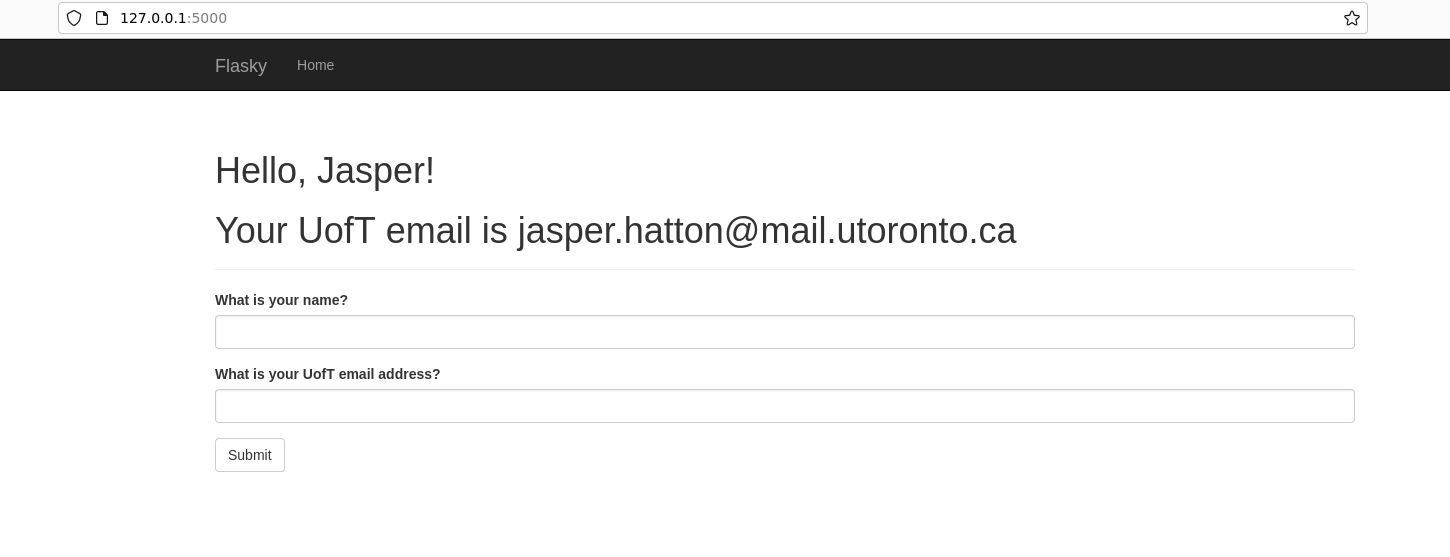 127.0.0.1:5000
Flasky Home
Hello, Jasper!
Your UofT email is jasper.hatton@mail.utoronto.ca
What is your name?
What is your UofT email address?
Submit